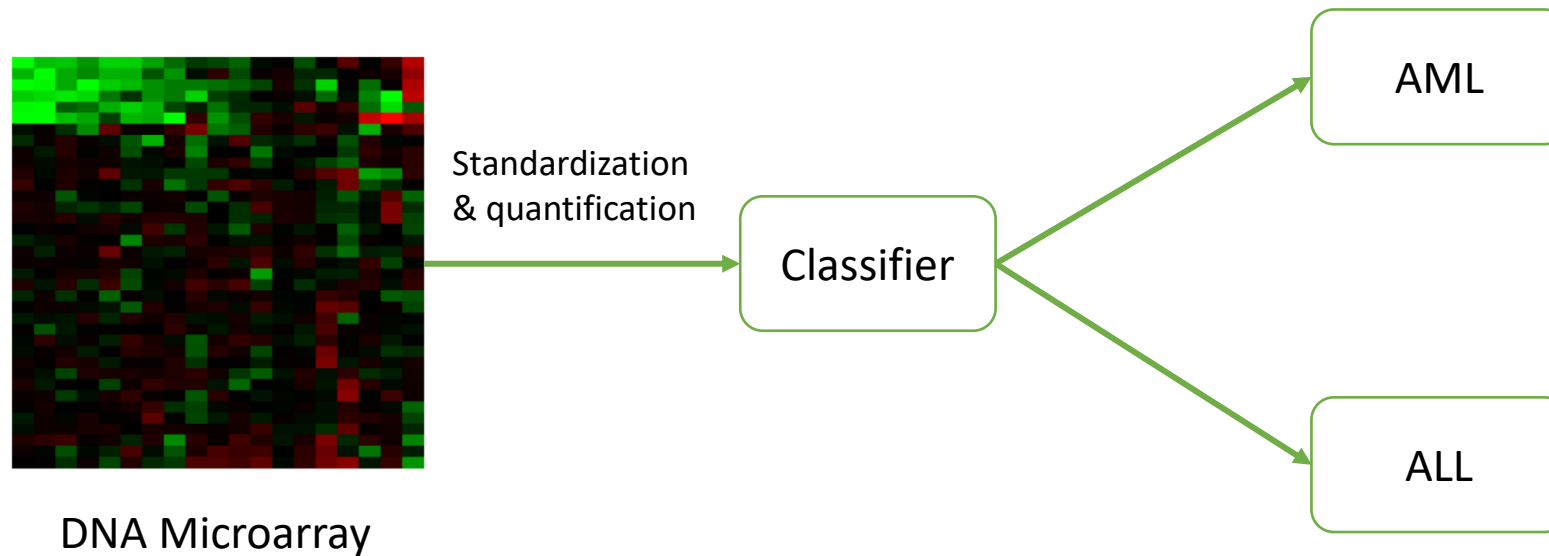 DNA Microarray
Standardization
& quantification
Classifier
AML
ALL